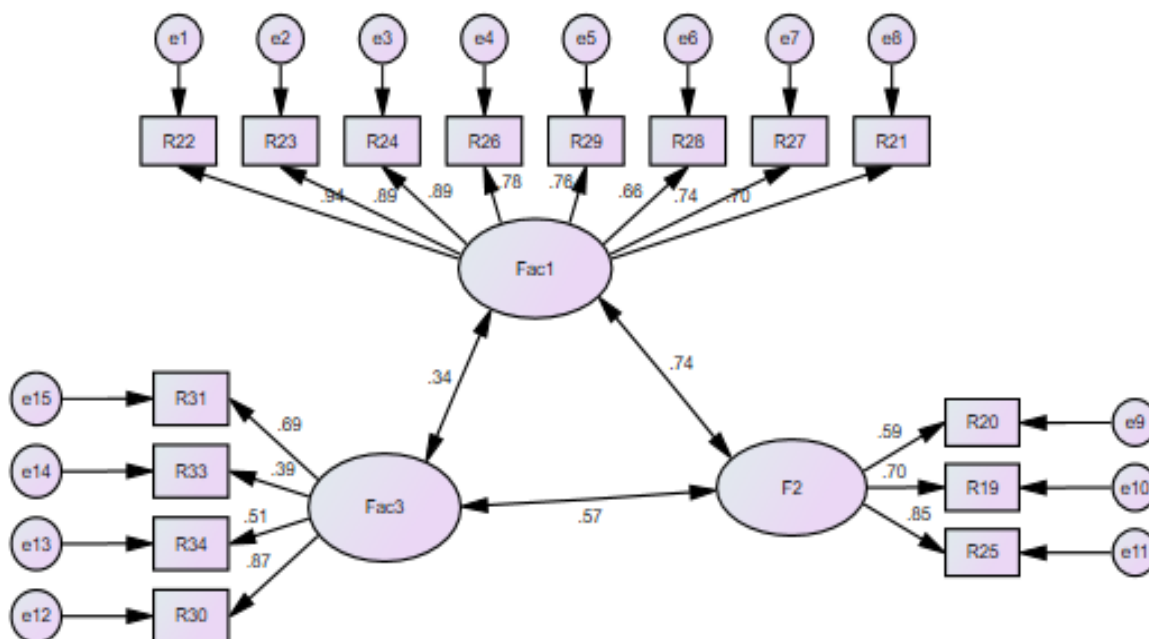 e1 e2 e3 e4 e5 e6 e7 e8
R22 R23 R24 R26 R29 R28 R27 R21
.94 .89 .89 .78 .76 .66 .74 .70
Fac1
.34 .74
e15 R31 .69
e14 R33 .39
e13 R34 .51
e12 R30 .87
Fac3
.57
F2
.59 R20 e9
.70 R19 e10
.85 R25 e11